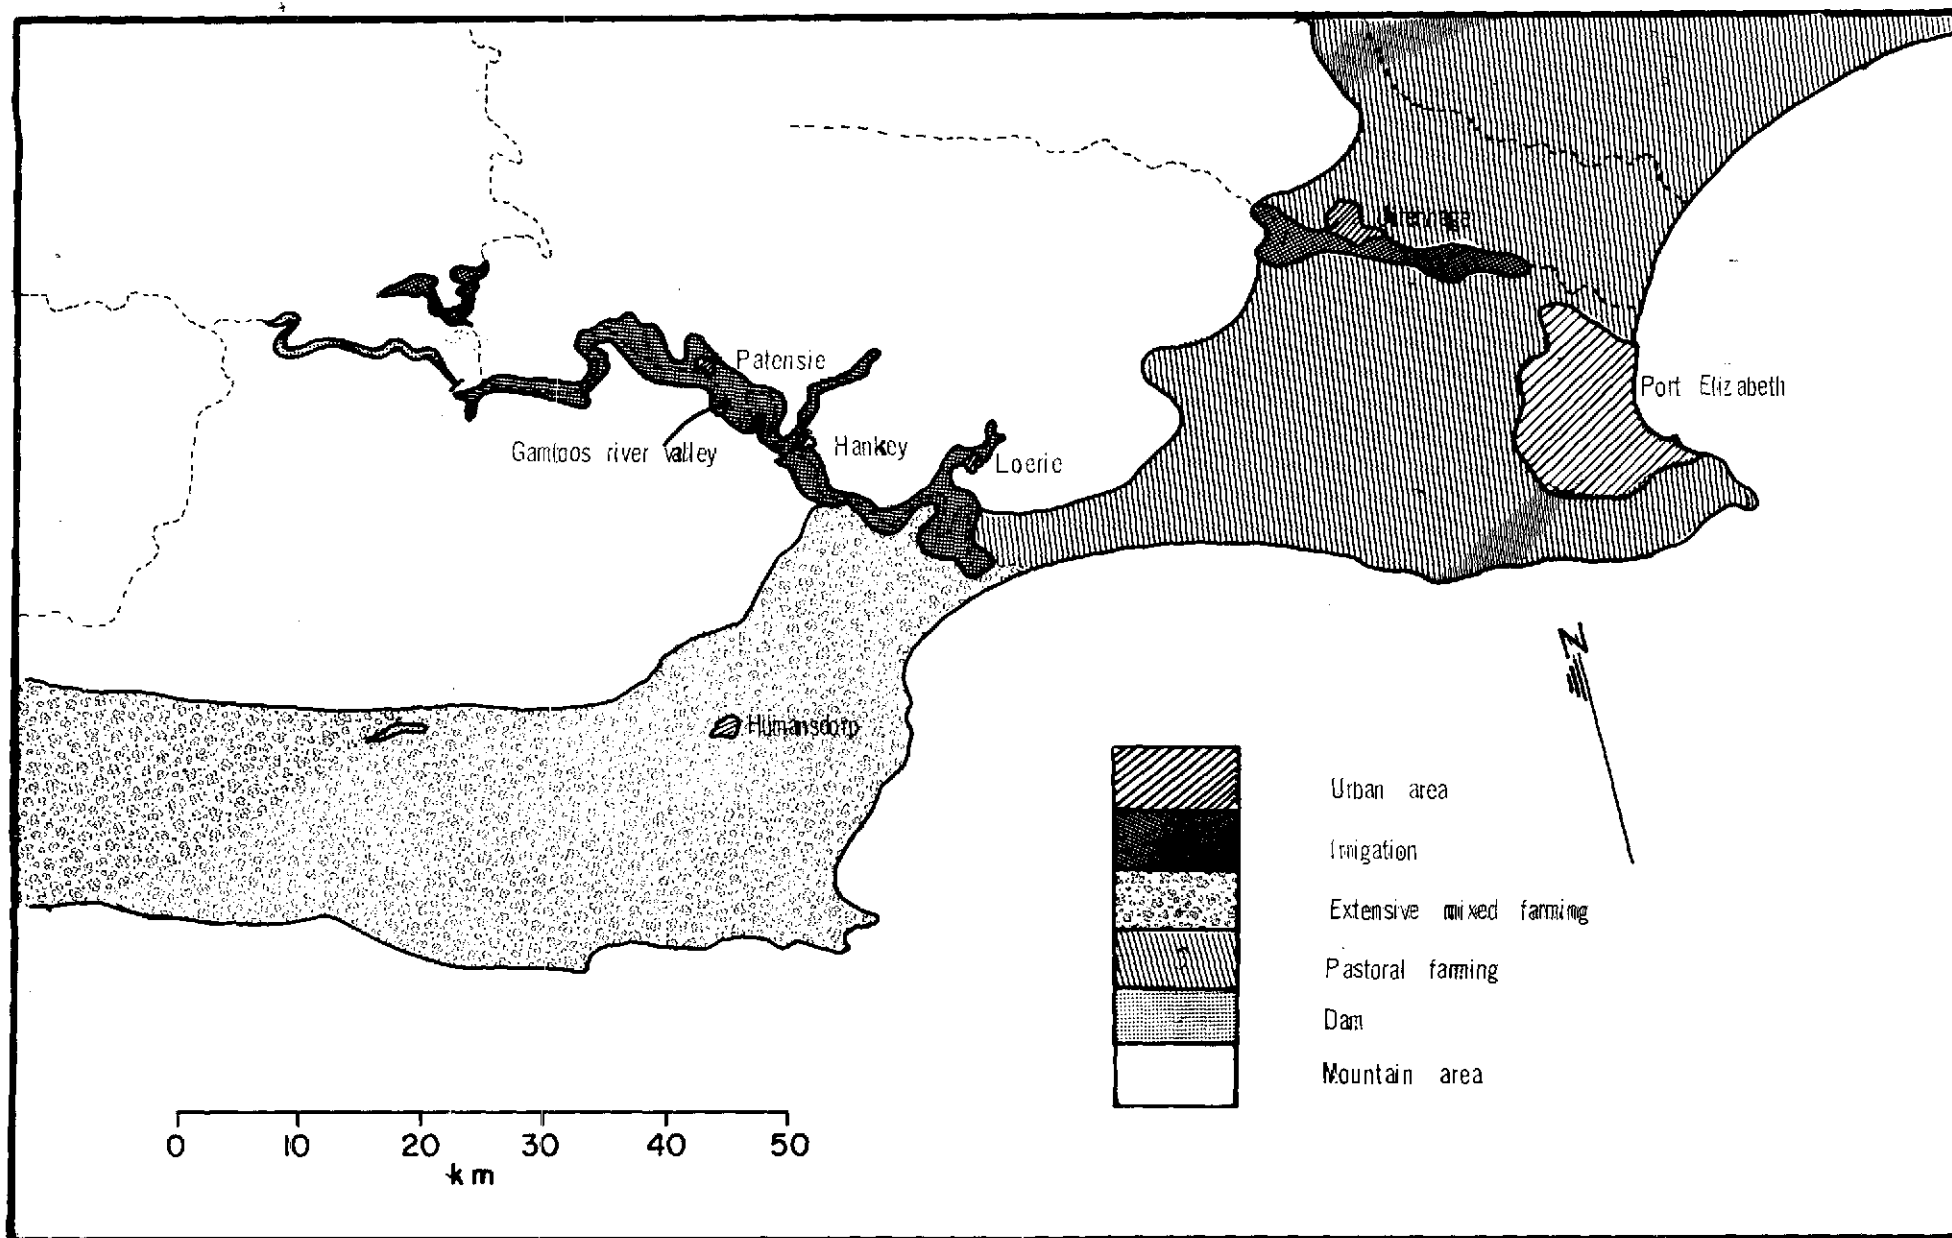 Patensie
Port Elizabeth
Gamtoos river valley
Hankey
Loerie
N
Humansdorp
Urban area
Irrigation
Extensive mixed farming
Pastoral farming
Dam
Mountain area
0 10 20 30 40 50
km